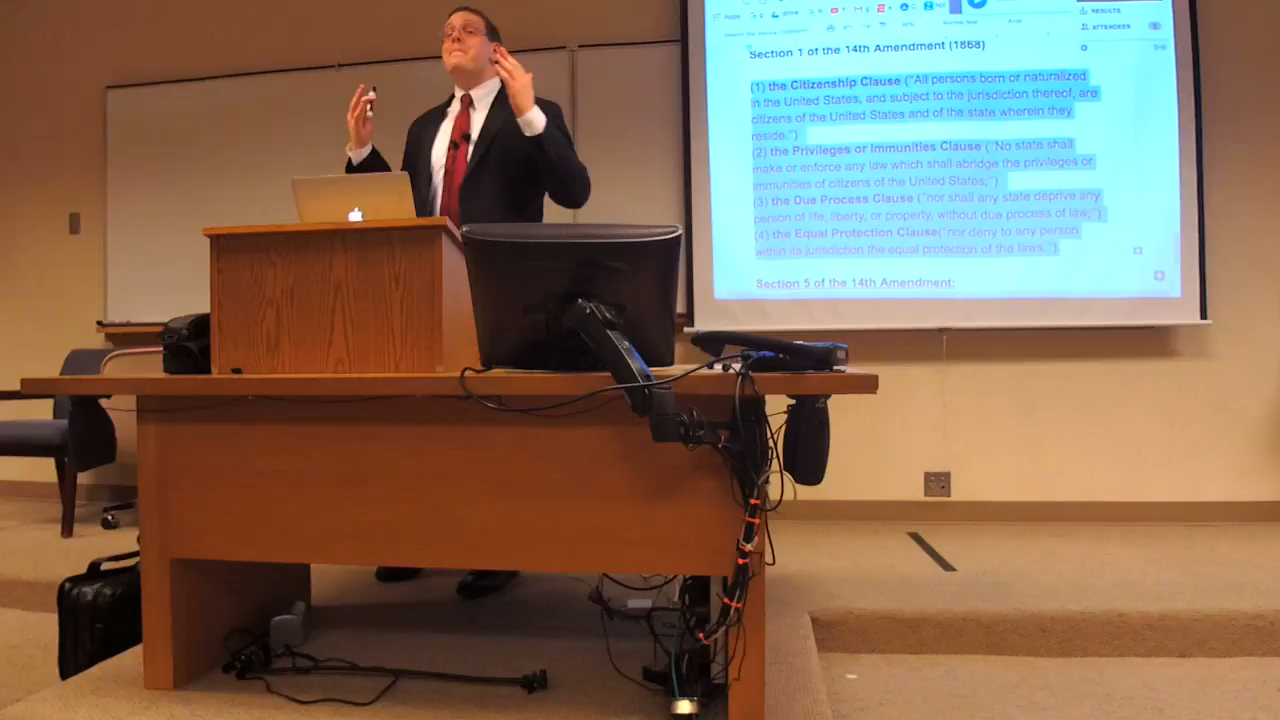 Apps
drive
RESULTS
ATTENDEES
Section 1 of the 14th Amendment (1868)
(1) the Citizenship Clause ("All persons born or naturalized
in the United States, and subject to the jurisdiction thereof, are
citizens of the United States and of the state wherein they
reside.")
(2) the Privileges or Immunities Clause ("No state shall
make or enforce any law which shall abridge the privileges or
immunities of citizens of the United States;")
(3) the Due Process Clause ("nor shall any state deprive any
person of life, liberty, or property, without due process of law;")
(4) the Equal Protection Clause("nor deny to any person
within its jurisdiction the equal protection of the laws.").
Section 5 of the 14th Amendment: